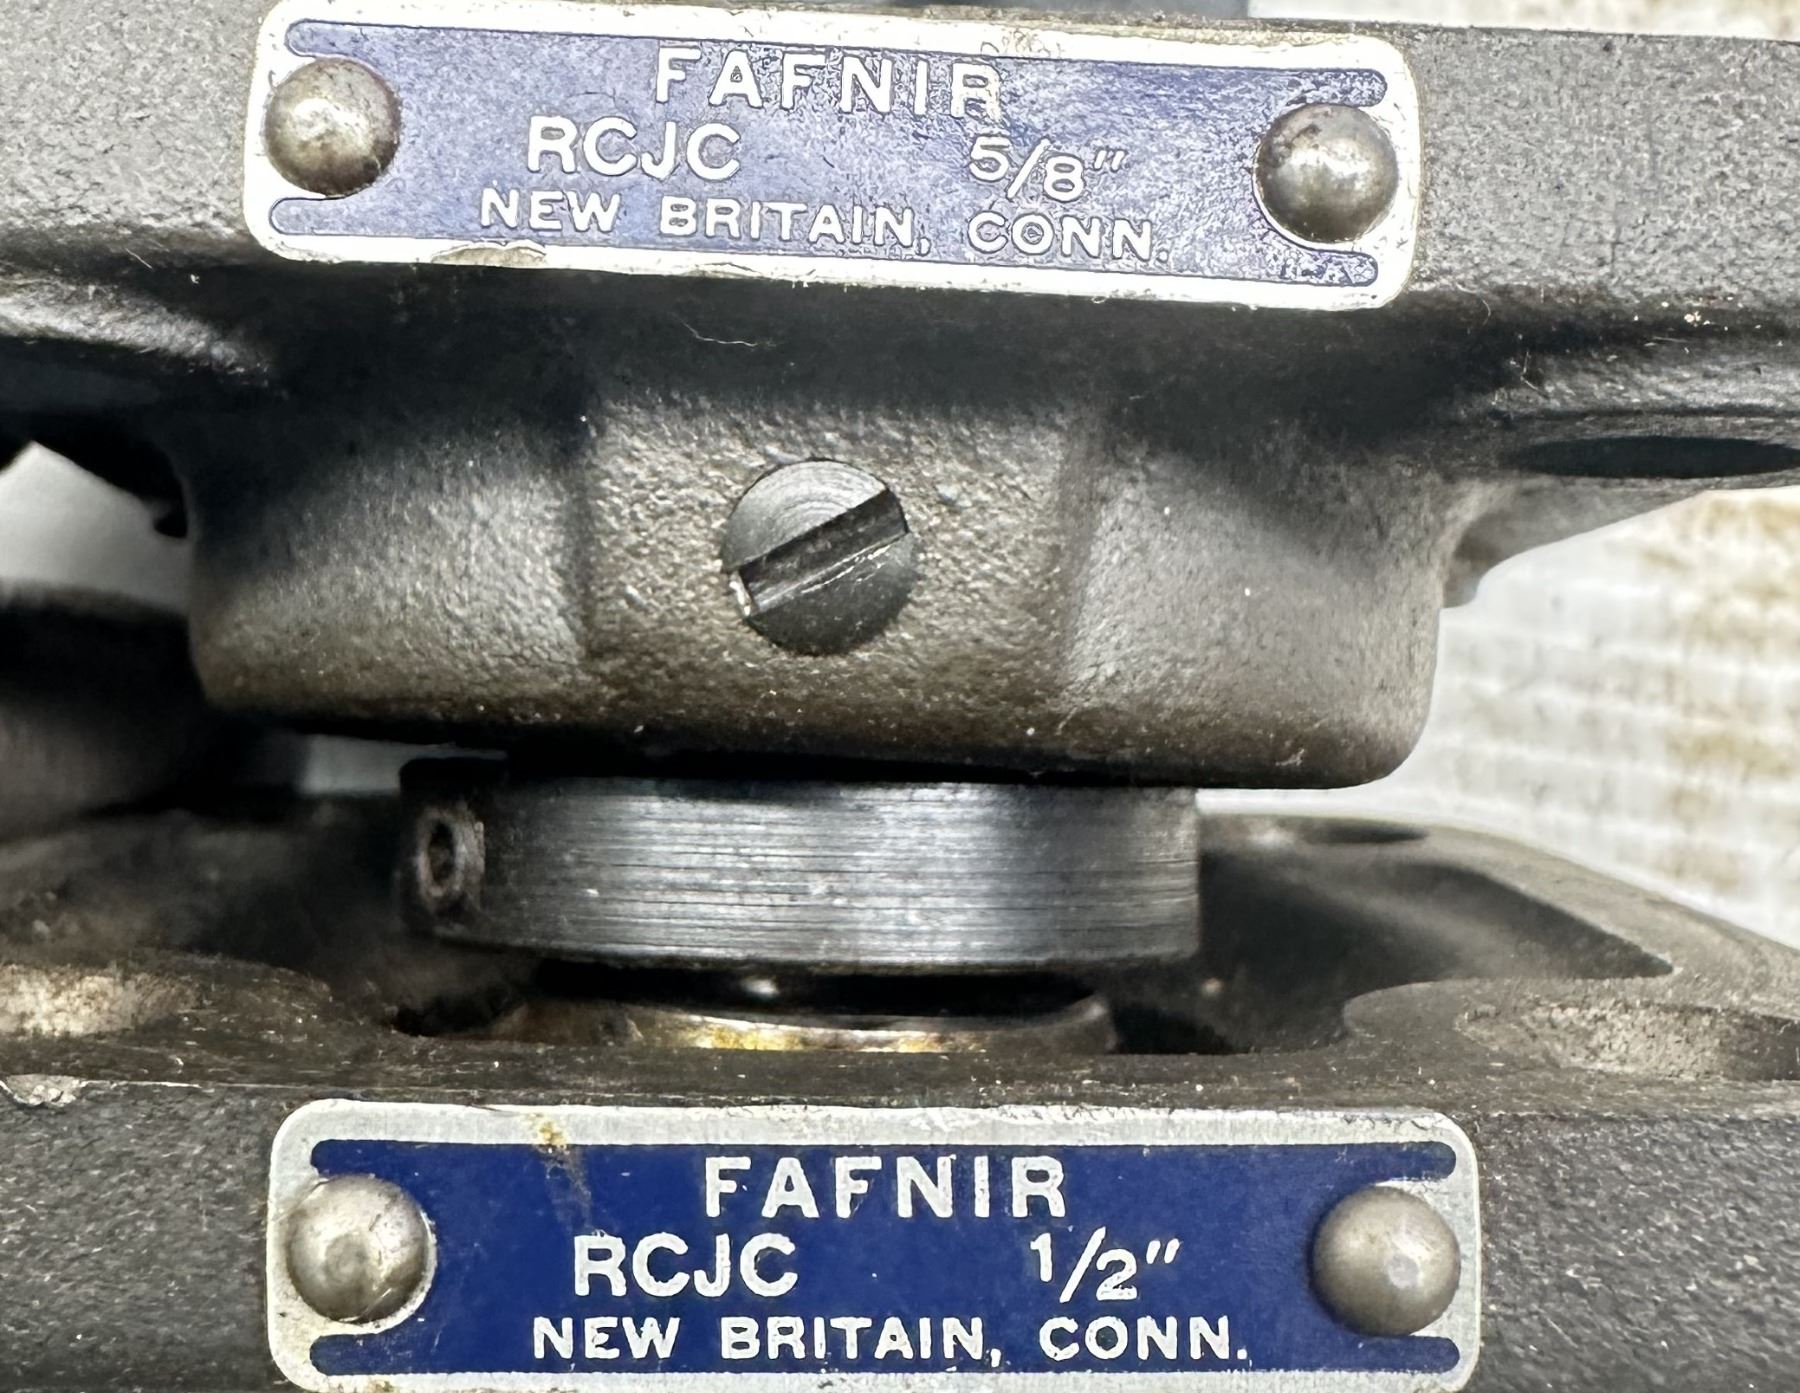 FAFNIR
RCJC 5/8"
NEW BRITAIN, CONN.
FAFNIR
RCJC 1/2"
NEW BRITAIN, CONN.